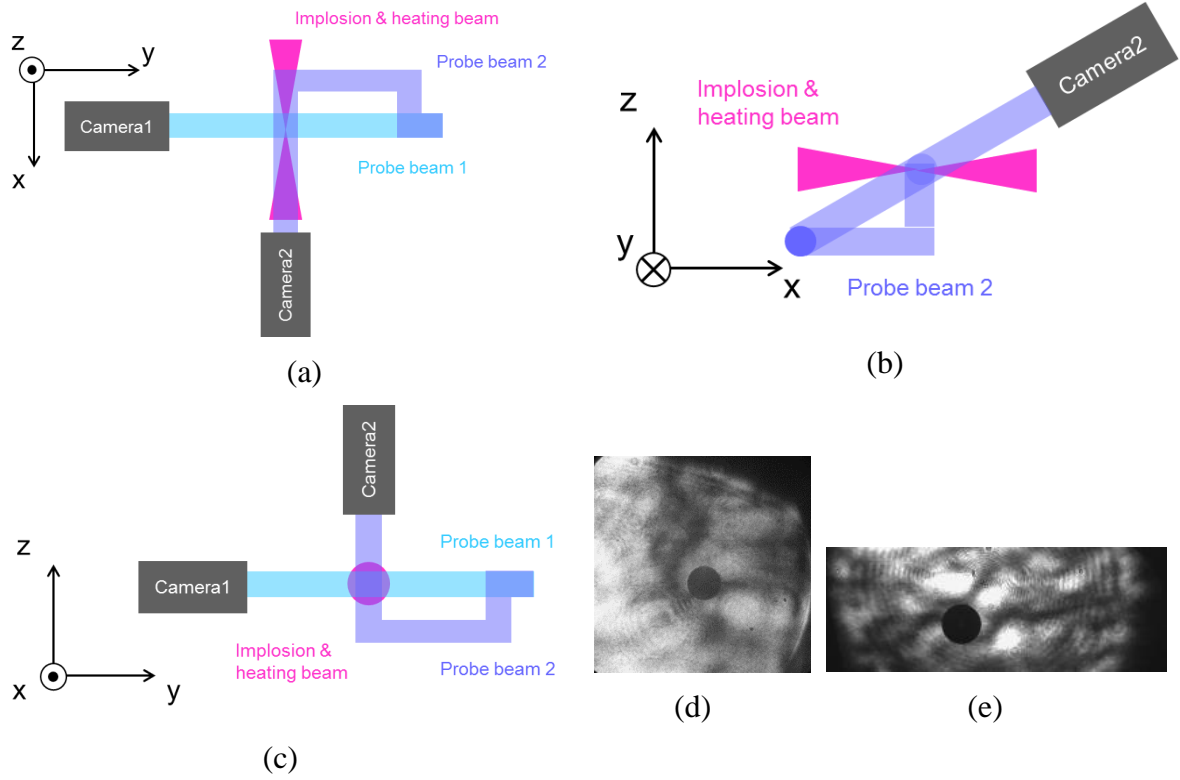 Implosion & heating beam
z
y
Probe beam 2
Camera1
x
Probe beam 1
Camera2
(a)
Camera2
Implosion &
heating beam
z
y
x
Probe beam 2
(b)
Camera2
z
Probe beam 1
Camera1
Implosion &
heating beam
Probe beam 2
x
y
(c)
(d)
(e)